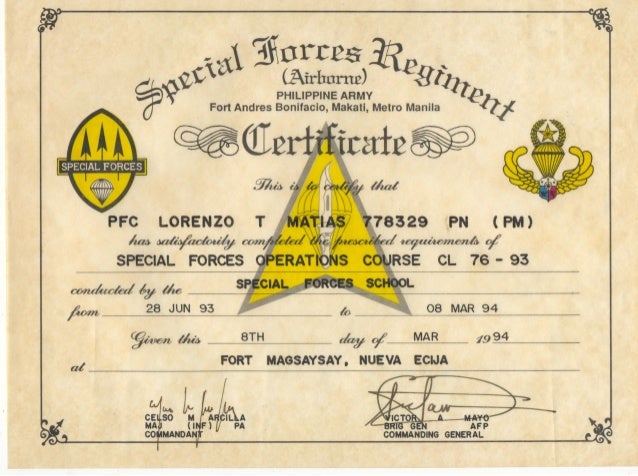 Special Forces Regiment
(Airborne)
PHILIPPINE ARMY
Fort Andres Bonifacio, Makati, Metro Manila
Certificate
SPECIAL FORCES
This is to certify that
PFC LORENZO T MATIAS 778329 PN (PM)
has satisfactorily completed the prescribed requirements of
SPECIAL FORCES OPERATIONS COURSE CL 76 - 93
conducted by the SPECIAL FORCES SCHOOL
from 28 JUN 93 to 08 MAR 94
Given this 8TH day of MAR 1994
at FORT MAGSAYSAY, NUEVA ECIJA
CELSO M ARCILLA
MAJ (INF) PA
COMMANDANT
VICTOR A MAYO
BRIG GEN AFP
COMMANDING GENERAL